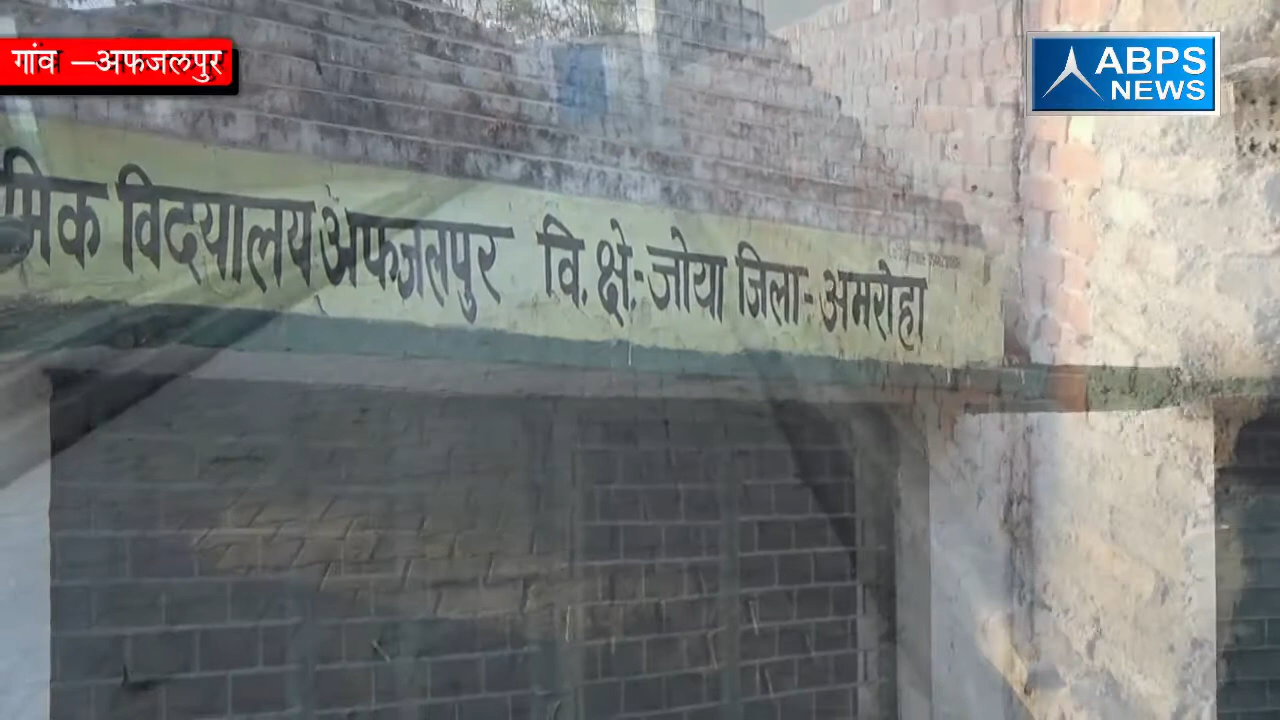 गांव –अफजलपुर
ABPS
NEWS
मिक विद्यालय अफजलपुर वि. क्षे.-जोया जिला- अमरोहा